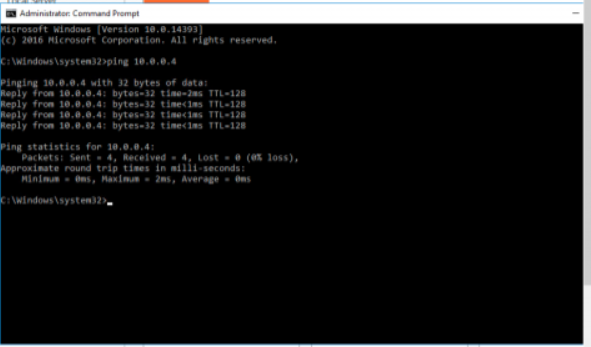 Administrator: Command Prompt
Microsoft Windows [Version 10.0.14393]
(c) 2016 Microsoft Corporation. All rights reserved.
C:\Windows\system32>ping 10.0.0.4
Pinging 10.0.0.4 with 32 bytes of data:
Reply from 10.0.0.4: bytes=32 time=2ms TTL=128
Reply from 10.0.0.4: bytes=32 time<1ms TTL=128
Reply from 10.0.0.4: bytes=32 time<1ms TTL=128
Reply from 10.0.0.4: bytes=32 time<1ms TTL=128
Ping statistics for 10.0.0.4:
Packets: Sent = 4, Received = 4, Lost = 0 (0% loss),
Approximate round trip times in milli-seconds:
Minimum = 0ms, Maximum = 2ms, Average = 0ms
C:\Windows\system32>